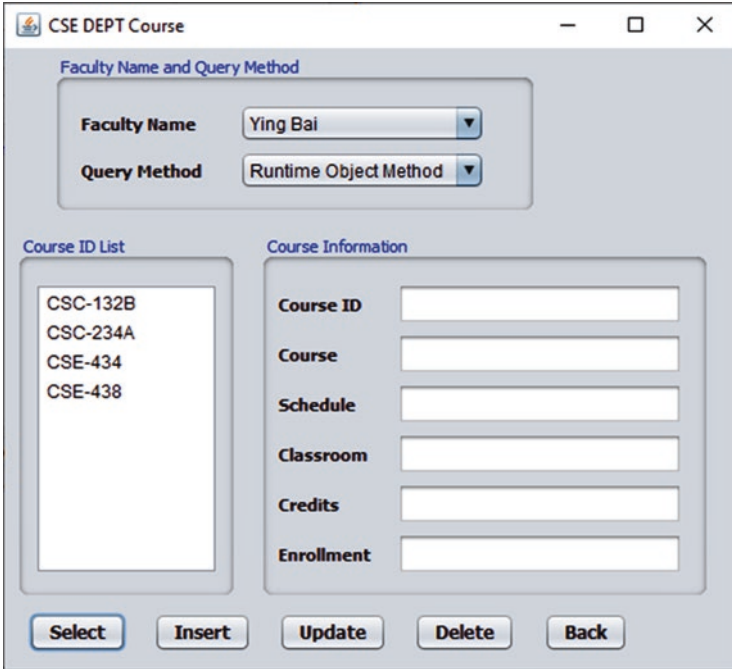 CSE DEPT Course
Faculty Name and Query Method
Faculty Name Ying Bai
Query Method Runtime Object Method
Course ID List
CSC-132B
CSC-234A
CSE-434
CSE-438
Course Information
Course ID
Course
Schedule
Classroom
Credits
Enrollment
Select Insert Update Delete Back